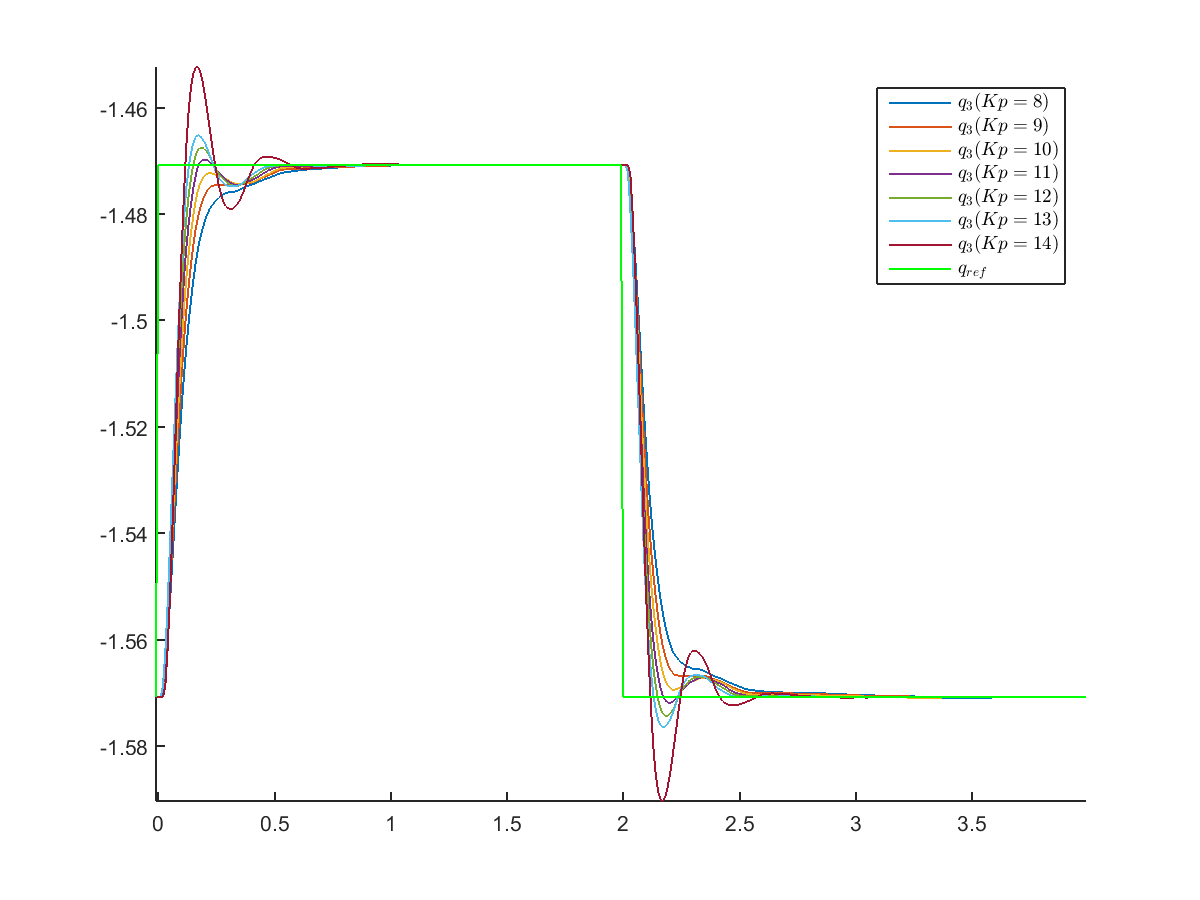 -1.46
-1.48
-1.5
-1.52
-1.54
-1.56
-1.58
0 0.5 1 1.5 2 2.5 3 3.5
q₃(Kp = 8)
q₃(Kp = 9)
q₃(Kp = 10)
q₃(Kp = 11)
q₃(Kp = 12)
q₃(Kp = 13)
q₃(Kp = 14)
q_ref